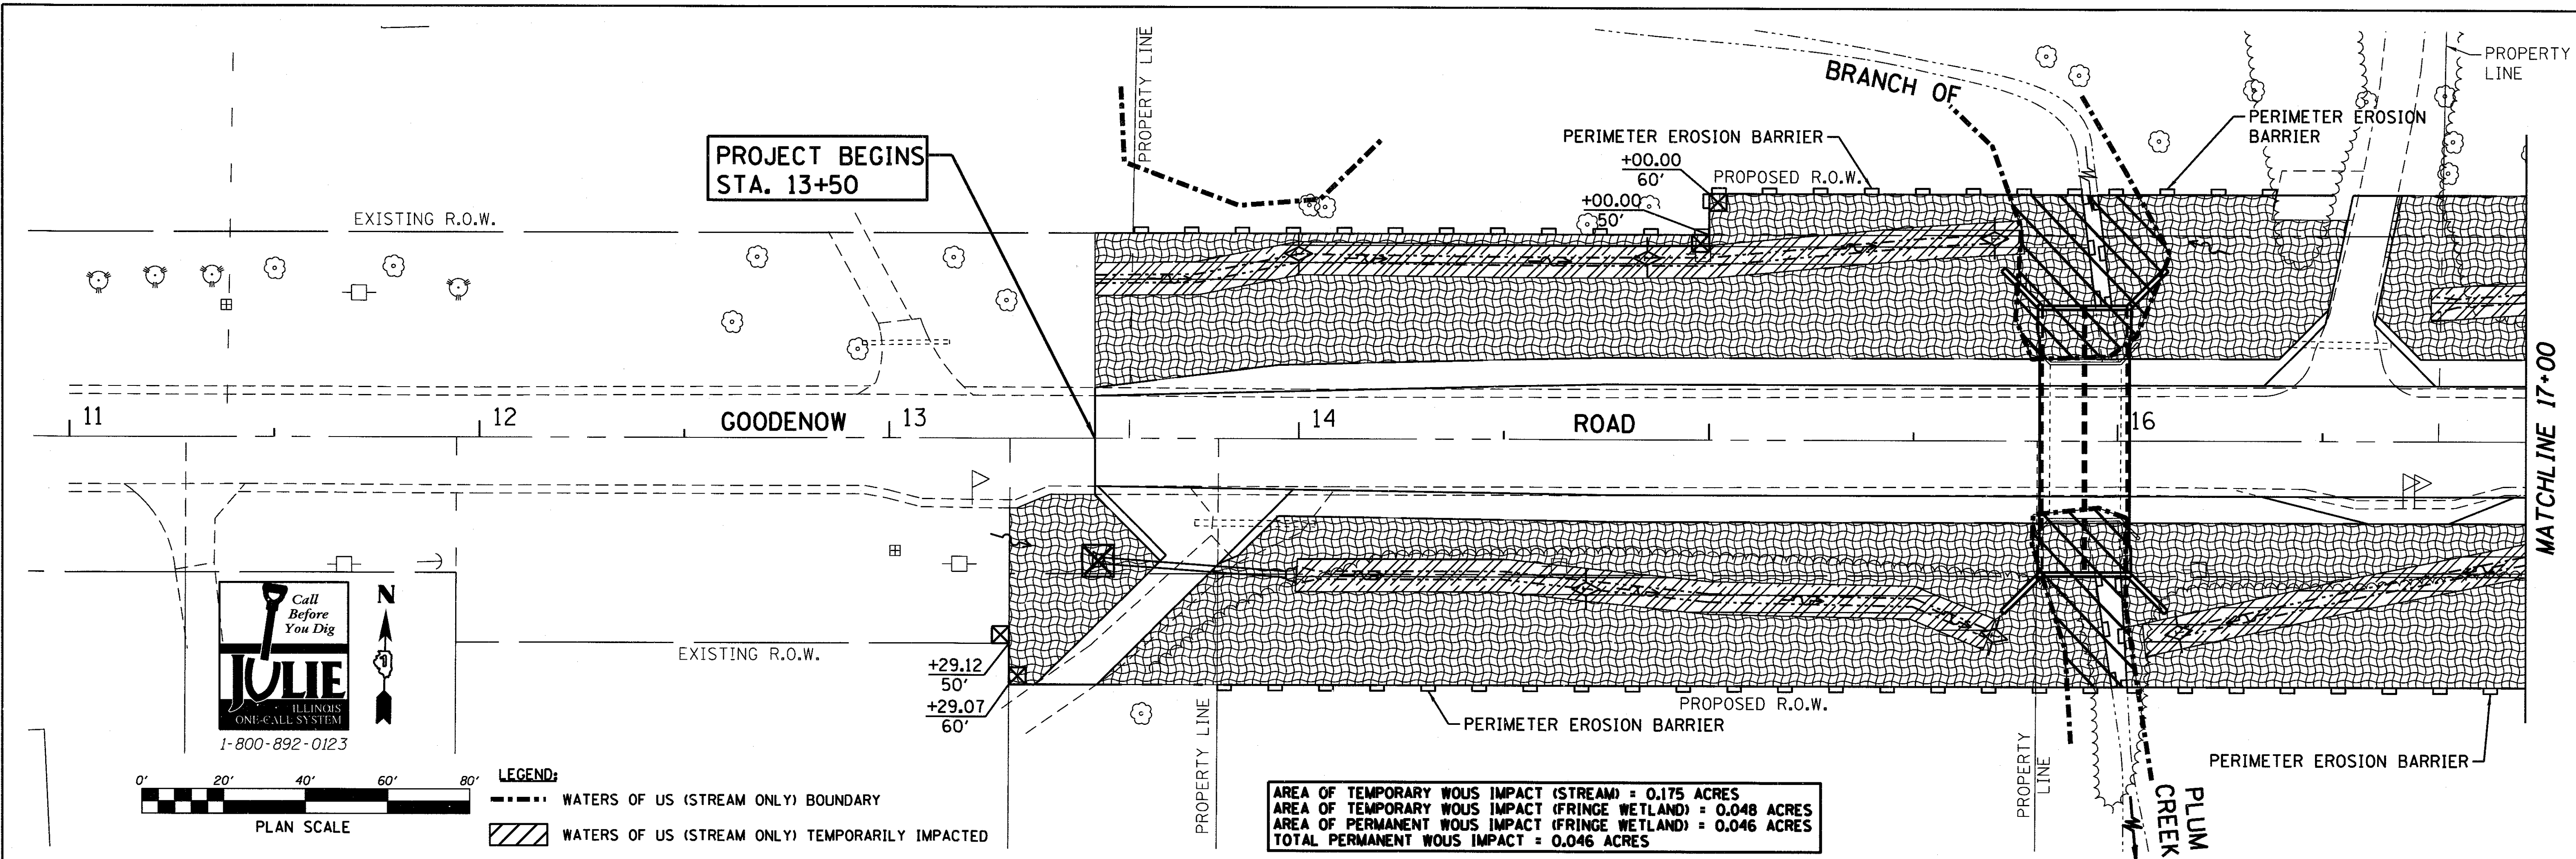 PROPERTY LINE
BRANCH OF
PROPERTY
LINE
PERIMETER EROSION
BARRIER
PERIMETER EROSION BARRIER
PROJECT BEGINS
STA. 13+50
+00.00
60'
PROPOSED R.O.W.
+00.00
50'
EXISTING R.O.W.
MATCHLINE 17+00
11
12
GOODENOW
13
14
ROAD
16
Call
Before
You Dig
JULIE
ILLINOIS
ONE-CALL SYSTEM
1-800-892-0123
N
EXISTING R.O.W.
+29.12
50'
+29.07
60'
PROPERTY LINE
PERIMETER EROSION BARRIER
PROPOSED R.O.W.
PROPERTY
LINE
PERIMETER EROSION BARRIER
PLUM
CREEK
0' 20' 40' 60' 80'
PLAN SCALE
LEGEND:
WATERS OF US (STREAM ONLY) BOUNDARY
WATERS OF US (STREAM ONLY) TEMPORARILY IMPACTED
AREA OF TEMPORARY WOUS IMPACT (STREAM) = 0.175 ACRES
AREA OF TEMPORARY WOUS IMPACT (FRINGE WETLAND) = 0.048 ACRES
AREA OF PERMANENT WOUS IMPACT (FRINGE WETLAND) = 0.046 ACRES
TOTAL PERMANENT WOUS IMPACT = 0.046 ACRES